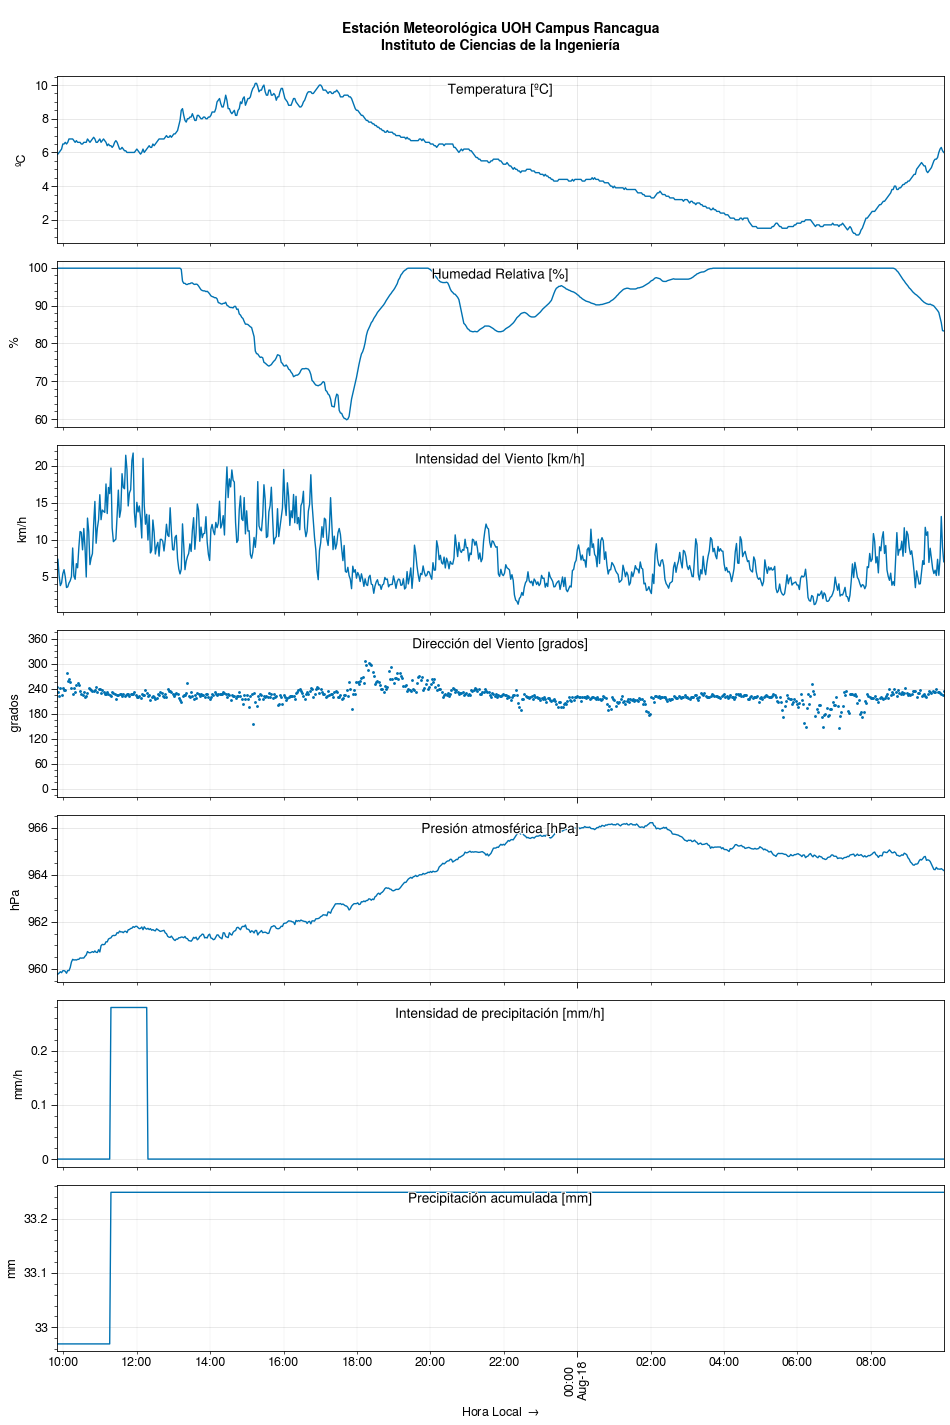 Estación Meteorológica UOH Campus Rancagua
Instituto de Ciencias de la Ingeniería
Temperatura [ºC]
10
8
6
4
2
ºC
Humedad Relativa [%]
100
90
80
70
60
%
Intensidad del Viento [km/h]
20
15
10
5
km/h
Dirección del Viento [grados]
360
300
240
180
120
60
0
grados
Presión atmosférica [hPa]
966
964
962
960
hPa
Intensidad de precipitación [mm/h]
0.2
0.1
0
mm/h
Precipitación acumulada [mm]
33.2
33.1
33
mm
10:00 12:00 14:00 16:00 18:00 20:00 22:00 00:00 02:00 04:00 06:00 08:00
Aug-18
Hora Local →